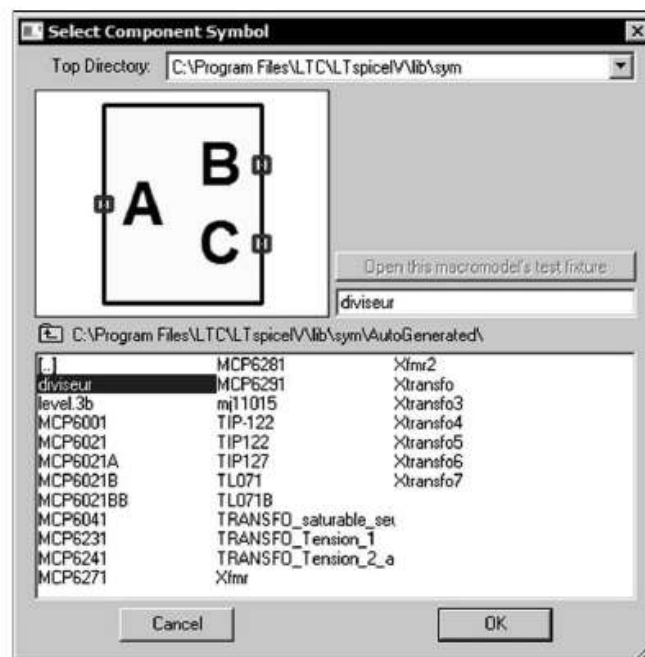 Select Component Symbol
Top Directory: C:\Program Files\LTC\LTspiceIV\lib\sym
A
B
C
Open this macromodel's test fixture
diviseur
C:\Program Files\LTC\LTspiceIV\lib\sym\AutoGenerated\
[..] MCP6281 Xfmr2
diviseur MCP6291 Xtransfo
level.3b mj11015 Xtransfo3
MCP6001 TIP-122 Xtransfo4
MCP6021 TIP122 Xtransfo5
MCP6021A TIP127 Xtransfo6
MCP6021B TL071 Xtransfo7
MCP6021BB TL071B
MCP6041 TRANSFO_saturable_seu
MCP6231 TRANSFO_Tension_1
MCP6241 TRANSFO_Tension_2_a
MCP6271 Xfmr
Cancel OK